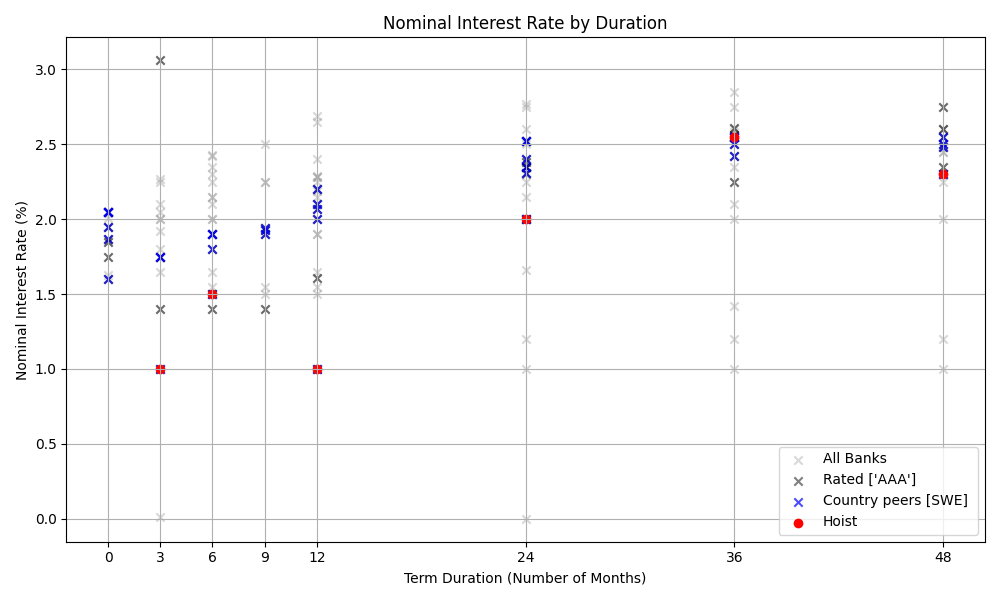 Nominal Interest Rate by Duration
Nominal Interest Rate (%)
3.0
2.5
2.0
1.5
1.0
0.5
0.0
All Banks
Rated ['AAA']
Country peers [SWE]
Hoist
0 3 6 9 12 24 36 48
Term Duration (Number of Months)